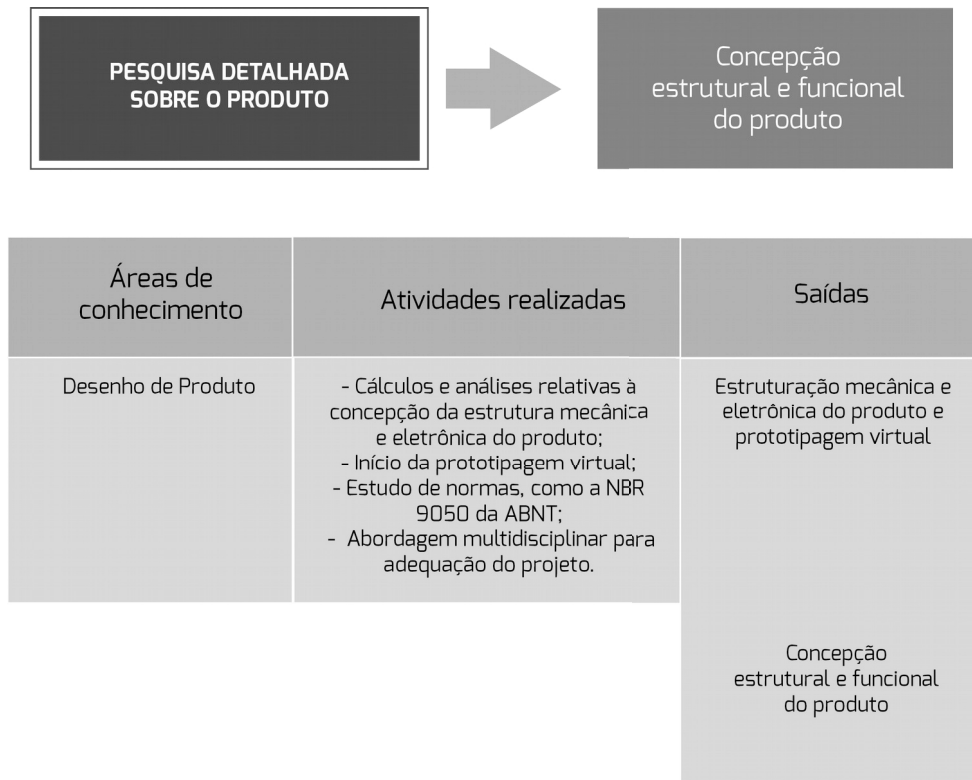 PESQUISA DETALHADA
SOBRE O PRODUTO
Concepção
estrutural e funcional
do produto
Áreas de
conhecimento
Atividades realizadas
Saídas
Desenho de Produto
- Cálculos e análises relativas à
concepção da estrutura mecânica
e eletrônica do produto;
- Início da prototipagem virtual;
- Estudo de normas, como a NBR
9050 da ABNT;
- Abordagem multidisciplinar para
adequação do projeto.
Estruturação mecânica e
eletrônica do produto e
prototipagem virtual
Concepção
estrutural e funcional
do produto